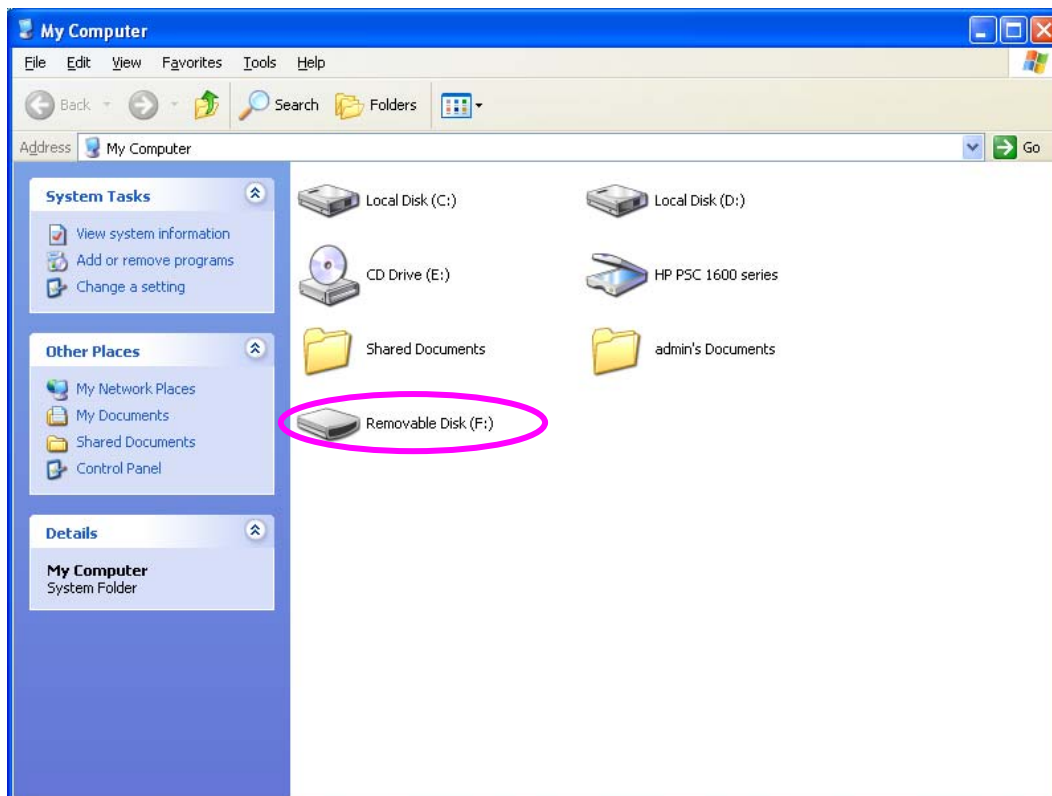 My Computer
File Edit View Favorites Tools Help
Back Search Folders
Address My Computer Go
System Tasks
View system information
Add or remove programs
Change a setting
Other Places
My Network Places
My Documents
Shared Documents
Control Panel
Details
My Computer
System Folder
Local Disk (C:) Local Disk (D:)
CD Drive (E:) HP PSC 1600 series
Shared Documents admin's Documents
Removable Disk (F:)